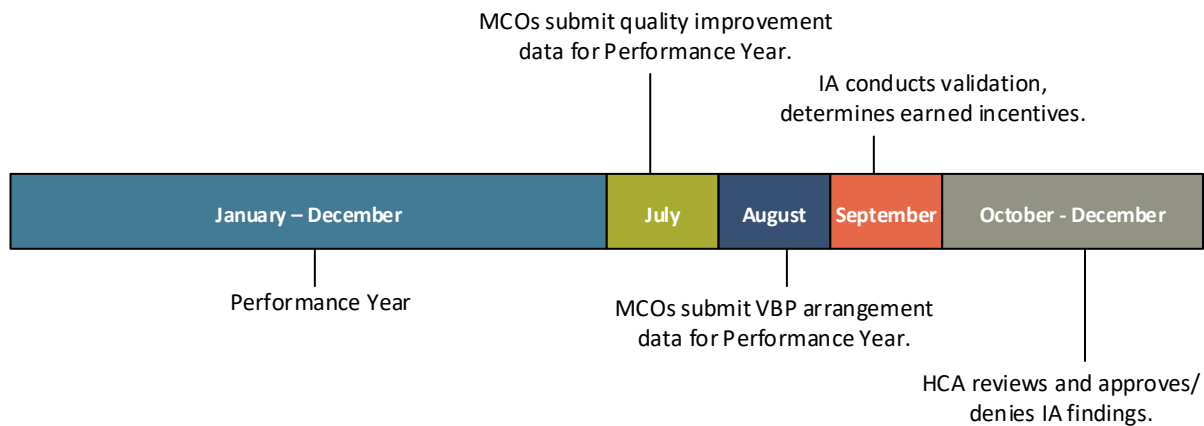 MCOs submit quality improvement
data for Performance Year.
IA conducts validation,
determines earned incentives.
January – December
July
August
September
October - December
Performance Year
MCOs submit VBP arrangement
data for Performance Year.
HCA reviews and approves/
denies IA findings.